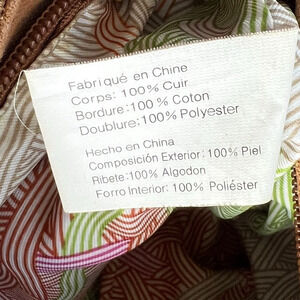 Fabriqué en Chine
Corps: 100% Cuir
Bordure: 100% Coton
Doublure: 100% Polyester
Hecho en China
Composición Exterior: 100% Piel
Ribete: 100% Algodon
Forro Interior: 100% Poliéster